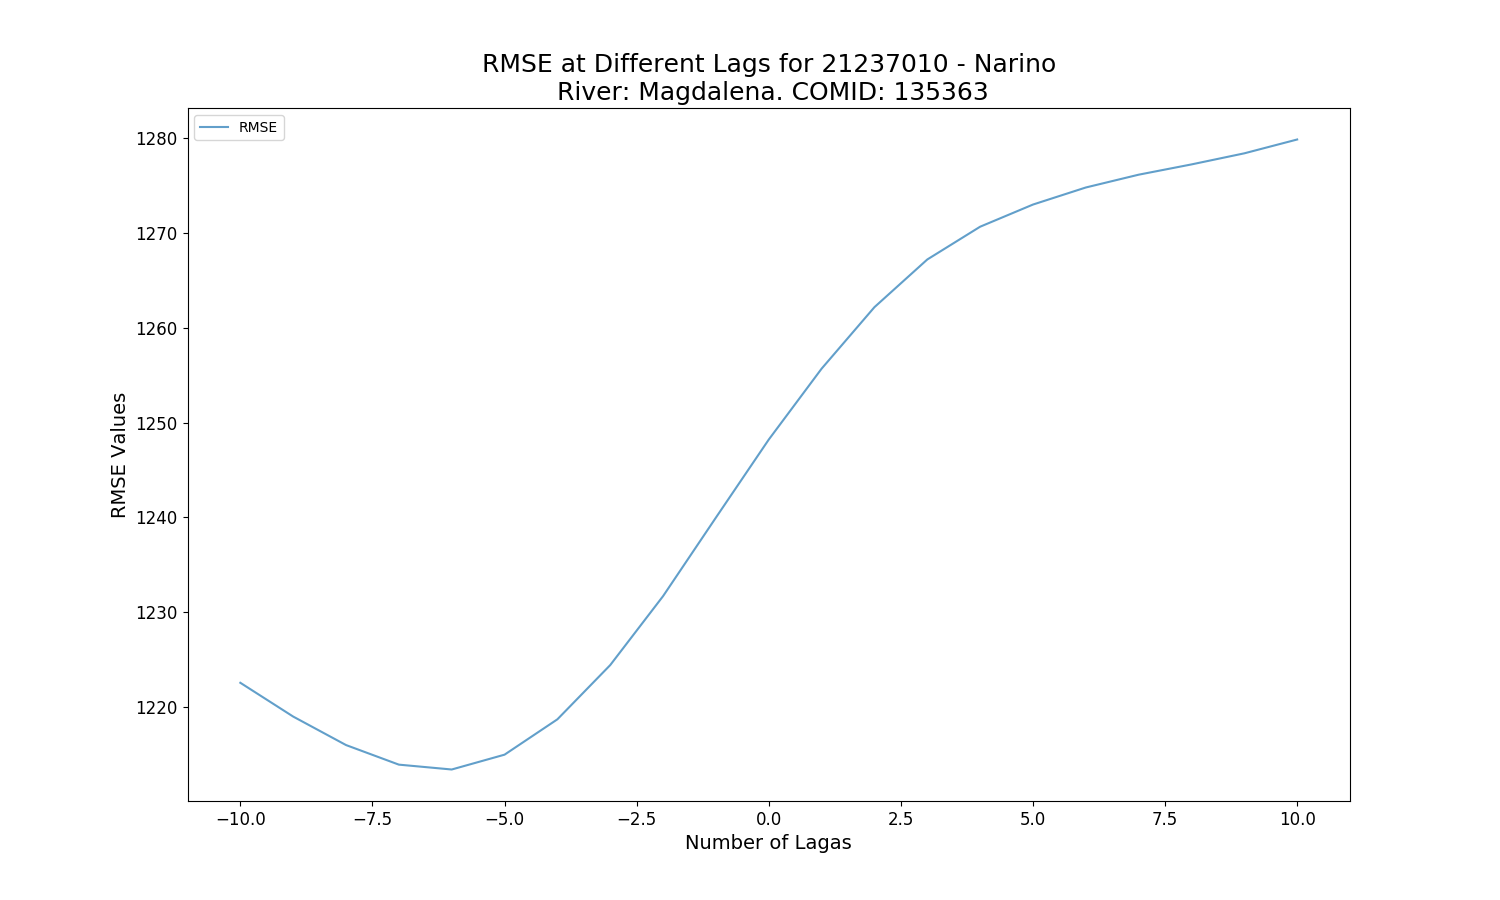 RMSE at Different Lags for 21237010 - Narino
River: Magdalena. COMID: 135363
RMSE
1280
1270
1260
1250
1240
1230
1220
RMSE Values
−10.0 −7.5 −5.0 −2.5 0.0 2.5 5.0 7.5 10.0
Number of Lagas